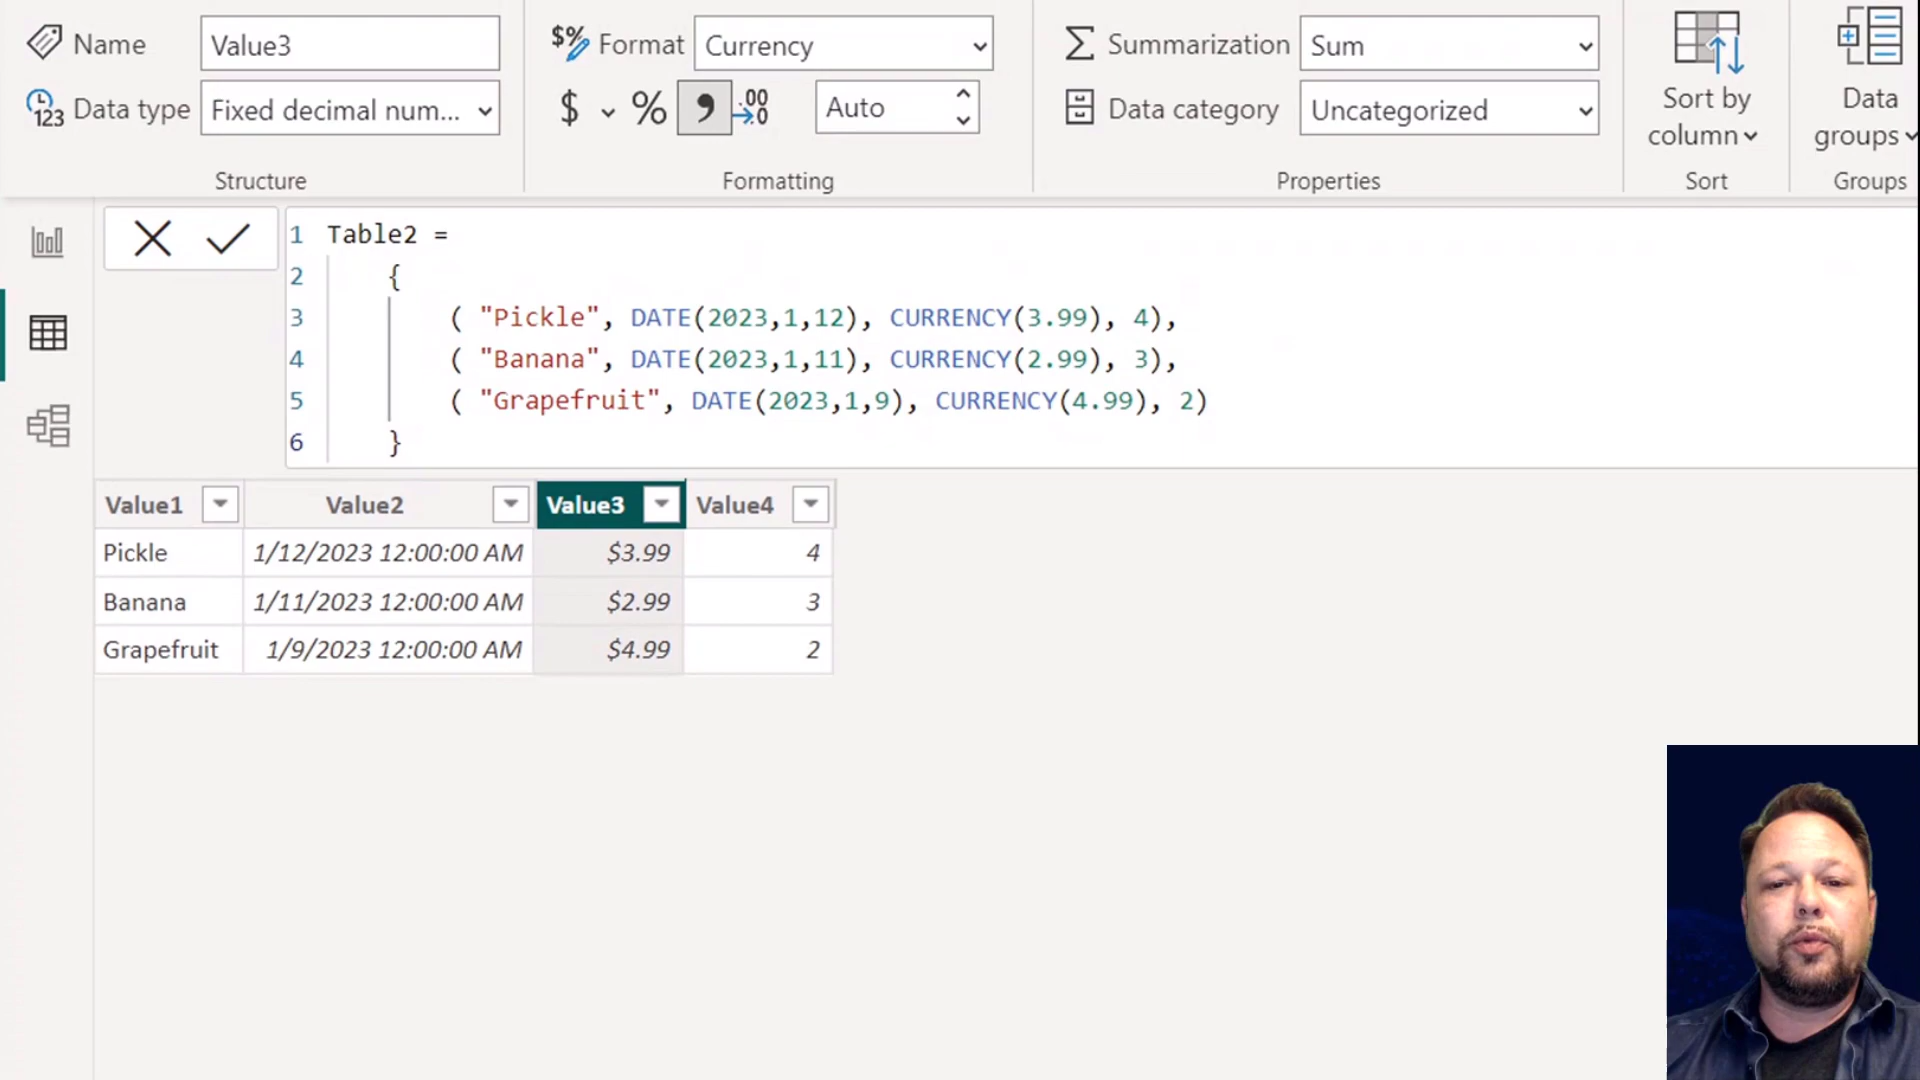 Name
Value3
Format
Currency
Summarization
Sum
Data type
Fixed decimal num...
$
%
,
.00
.0
Auto
Data category
Uncategorized
123
Sort by
column
Data
groups
Structure
Formatting
Properties
Sort
Groups
1 Table2 =
2 {
3 ( "Pickle", DATE(2023,1,12), CURRENCY(3.99), 4),
4 ( "Banana", DATE(2023,1,11), CURRENCY(2.99), 3),
5 ( "Grapefruit", DATE(2023,1,9), CURRENCY(4.99), 2)
6 }
Value1 Value2 Value3 Value4
Pickle 1/12/2023 12:00:00 AM $3.99 4
Banana 1/11/2023 12:00:00 AM $2.99 3
Grapefruit 1/9/2023 12:00:00 AM $4.99 2